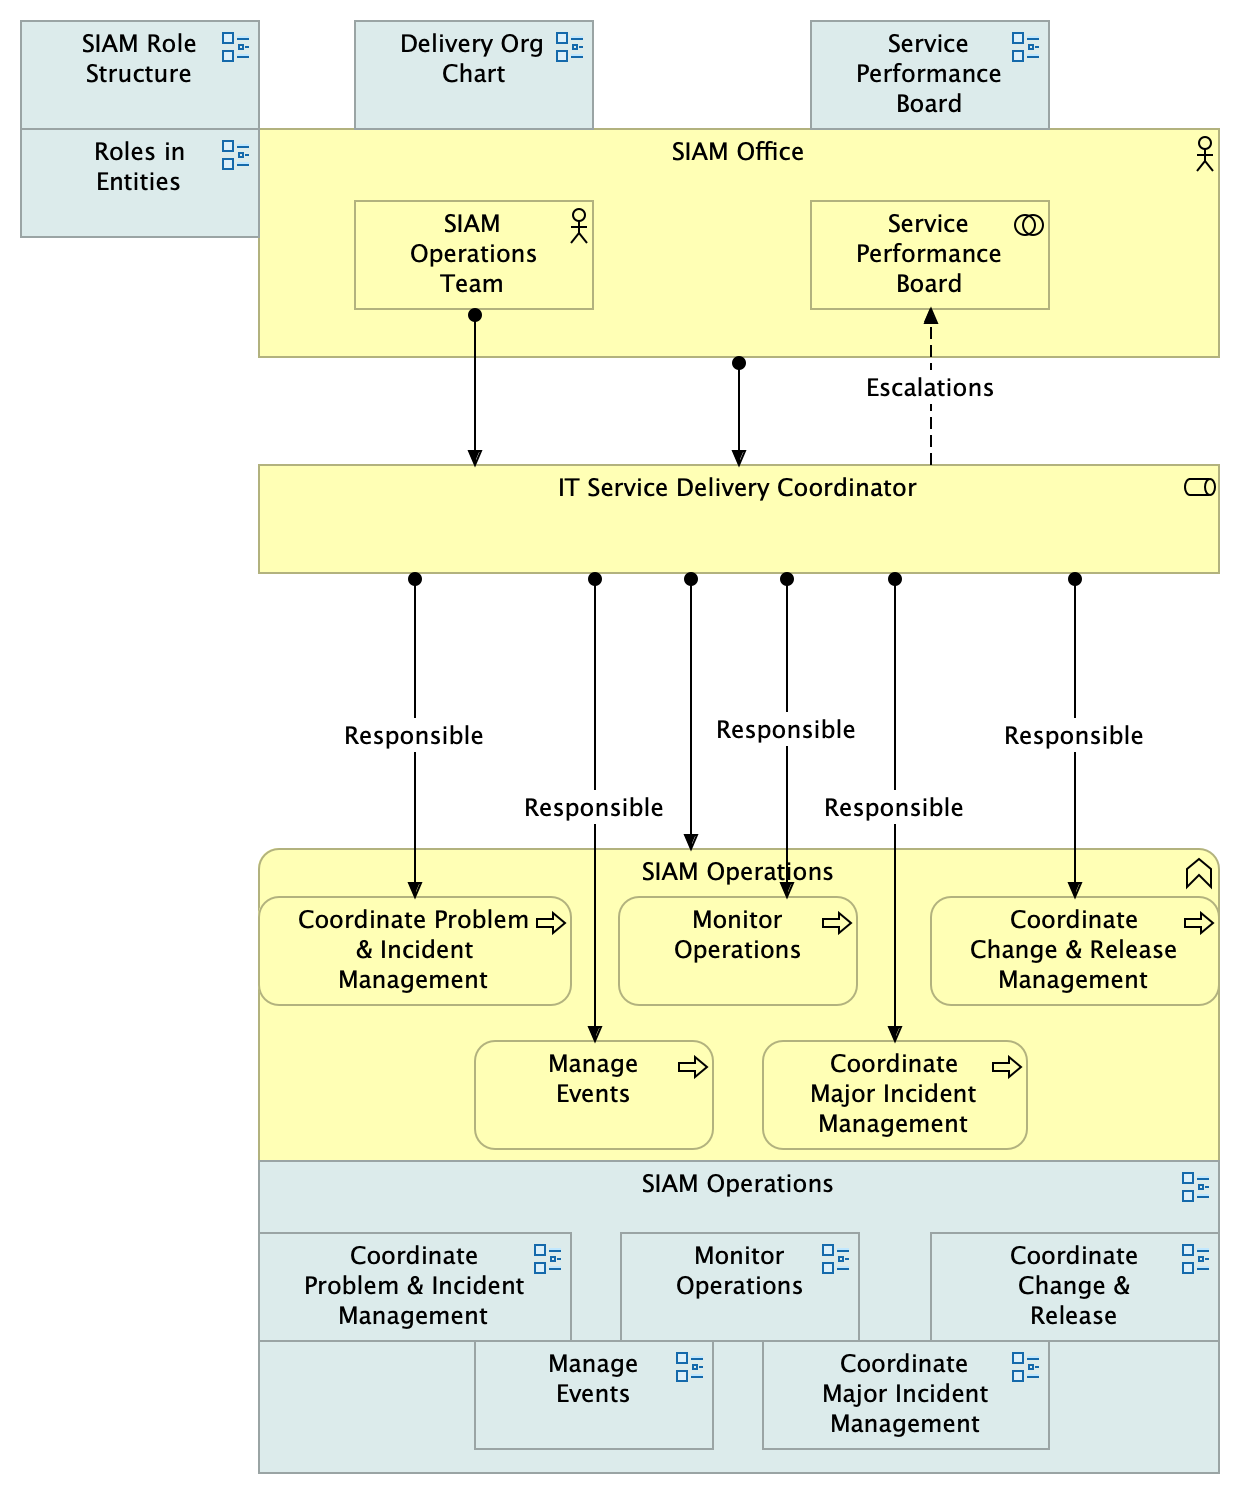 SIAM Role
Structure
Delivery Org
Chart
Service
Performance
Board
Roles in
Entities
SIAM Office
SIAM
Operations
Team
Service
Performance
Board
Escalations
IT Service Delivery Coordinator
Responsible
Responsible
Responsible
Responsible
Responsible
SIAM Operations
Coordinate Problem
& Incident
Management
Monitor
Operations
Coordinate
Change & Release
Management
Manage
Events
Coordinate
Major Incident
Management
SIAM Operations
Coordinate
Problem & Incident
Management
Monitor
Operations
Coordinate
Change &
Release
Manage
Events
Coordinate
Major Incident
Management